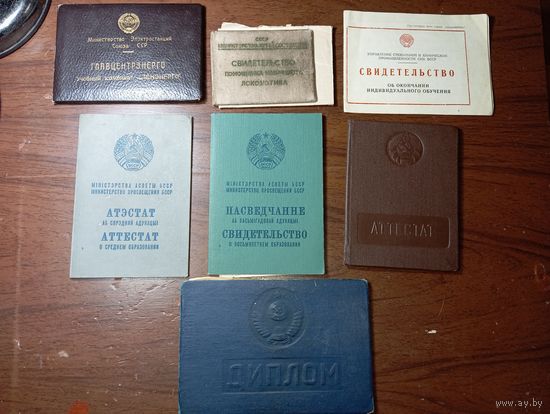 Министерство Электростанций
Союза ССР
ГЛАВЦЕНТРЭНЕРГО
СССР
СВИДЕТЕЛЬСТВО
ПОМОЩНИКА МАШИНИСТА
ЛОКОМОТИВА
СВИДЕТЕЛЬСТВО
ОБ ОКОНЧАНИИ
ИНДИВИДУАЛЬНОГО ОБУЧЕНИЯ
МІНІСТЭРСТВА АСВЕТЫ БССР
МИНИСТЕРСТВО ПРОСВЕЩЕНИЯ БССР
АТЭСТАТ
АБ СЯРЭДНЯЙ АДУКАЦЫІ
АТТЕСТАТ
О СРЕДНЕМ ОБРАЗОВАНИИ
МІНІСТЭРСТВА АСВЕТЫ БССР
МИНИСТЕРСТВО ПРОСВЕЩЕНИЯ БССР
ПАСВЕДЧАННЕ
АБ ВАСЬМІГАДОВАЙ АДУКАЦЫІ
СВИДЕТЕЛЬСТВО
О ВОСЬМИЛЕТНЕМ ОБРАЗОВАНИИ
АТТЕСТАТ
ДИПЛОМ
www.ay.by